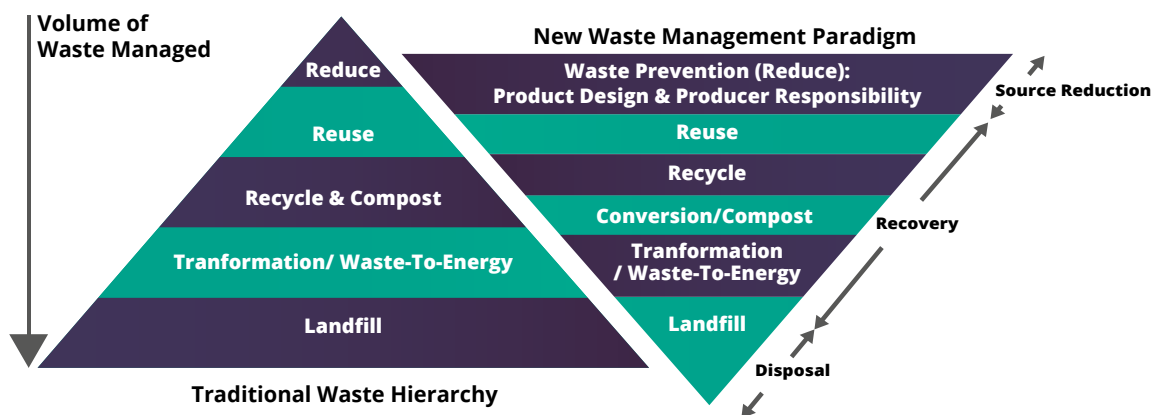 Volume of
Waste Managed
Reduce
Reuse
Recycle & Compost
Tranformation/ Waste-To-Energy
Landfill
Traditional Waste Hierarchy
New Waste Management Paradigm
Waste Prevention (Reduce):
Product Design & Producer Responsibility
Reuse
Recycle
Conversion/Compost
Tranformation
/ Waste-To-Energy
Landfill
Source Reduction
Recovery
Disposal